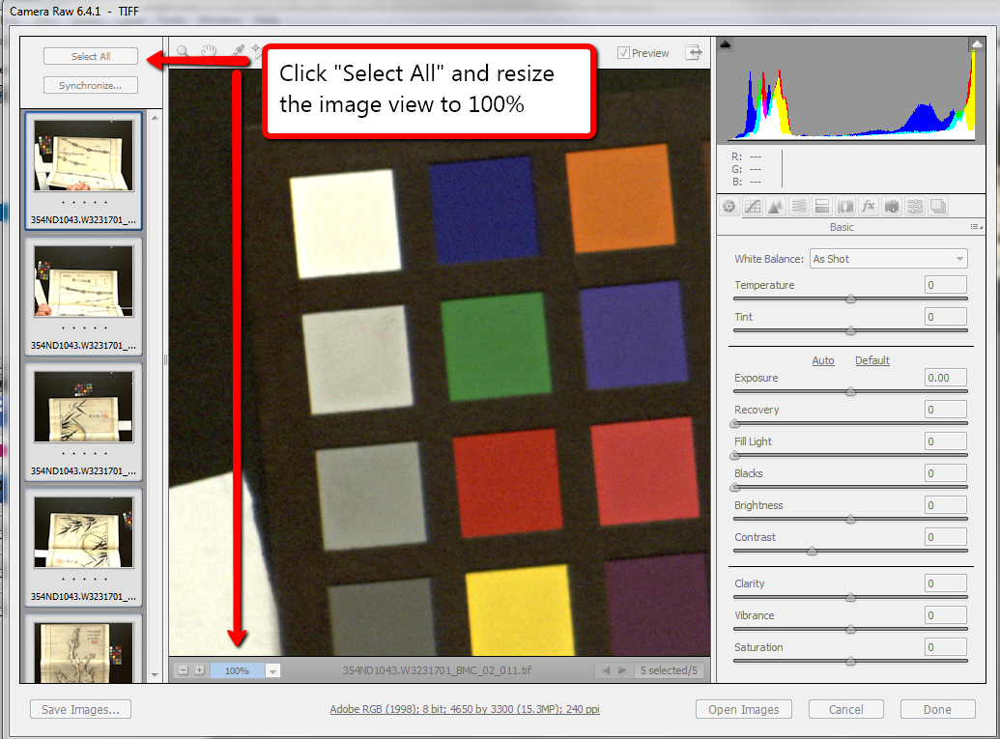 Camera Raw 6.4.1 - TIFF
Select All
Synchronize...
Click "Select All" and resize
the image view to 100%
Preview
354ND1043.W3231701_...
354ND1043.W3231701_...
354ND1043.W3231701_...
354ND1043.W3231701_...
R: ---
G: ---
B: ---
fx
Basic
White Balance: As Shot
Temperature 0
Tint 0
Auto Default
Exposure 0.00
Recovery 0
Fill Light 0
Blacks 0
Brightness 0
Contrast 0
Clarity 0
Vibrance 0
Saturation 0
100%
354ND1043.W3231701_BMC_02_011.tif
5 selected/5
Save Images...
Adobe RGB (1998); 8 bit; 4650 by 3300 (15.3MP); 240 ppi
Open Images
Cancel
Done